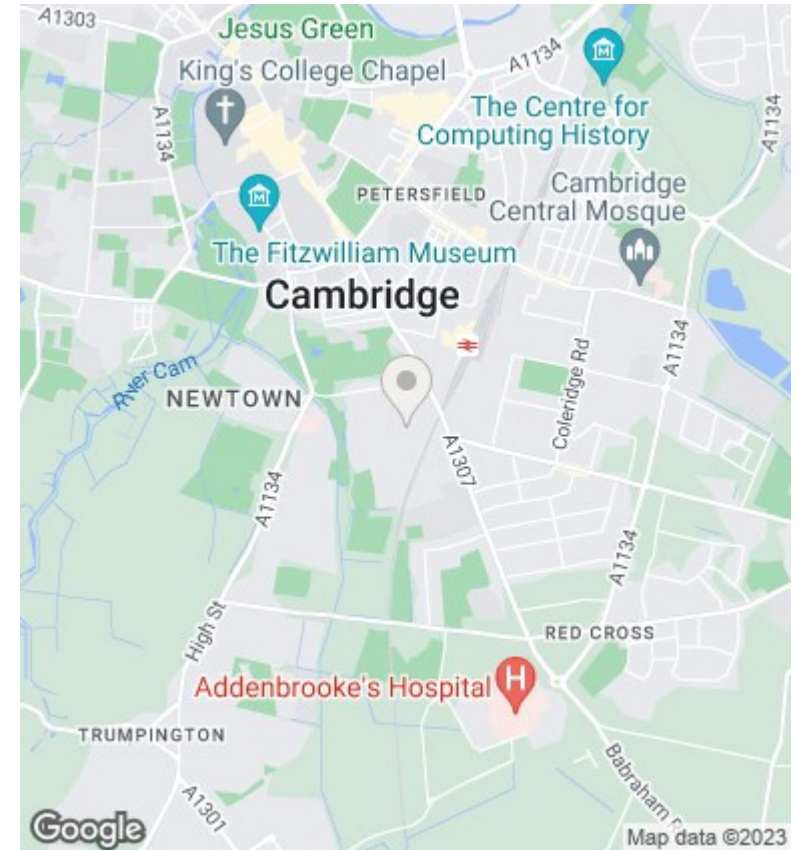 A1303
Jesus Green
A1134
King's College Chapel
The Centre for
Computing History
A1134
A1134
PETERSFIELD
Cambridge
Central Mosque
The Fitzwilliam Museum
Cambridge
River Cam
NEWTOWN
Coleridge Rd
A1134
A1307
A1134
A1134
High St
RED CROSS
Addenbrooke's Hospital
H
TRUMPINGTON
Babraham
A1301
Google
Map data ©2023